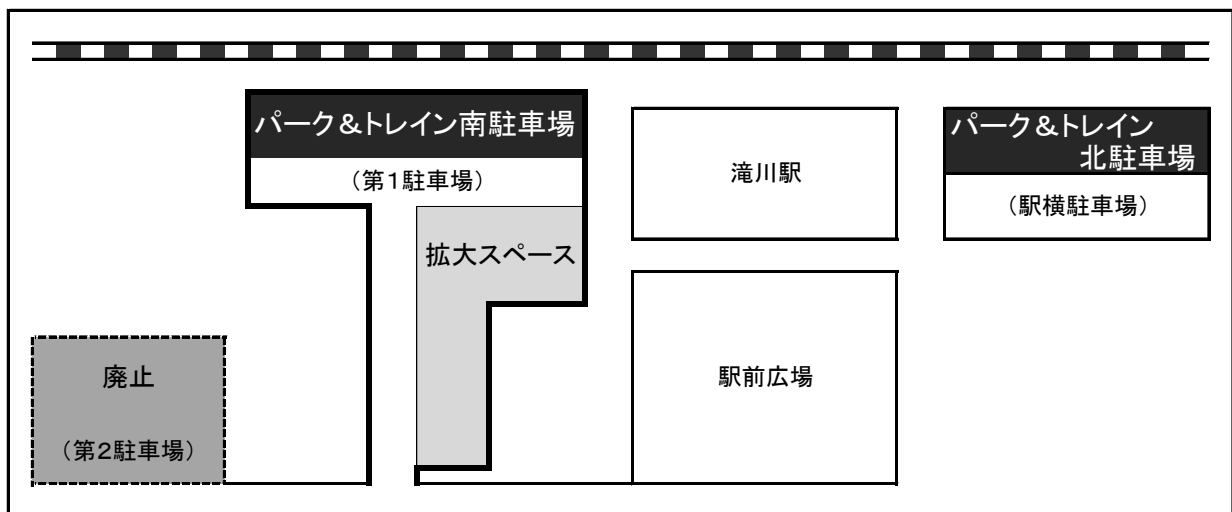 パーク＆トレイン南駐車場
（第１駐車場）
拡大スペース
滝川駅
パーク＆トレイン
北駐車場
（駅横駐車場）
廃止
（第２駐車場）
駅前広場